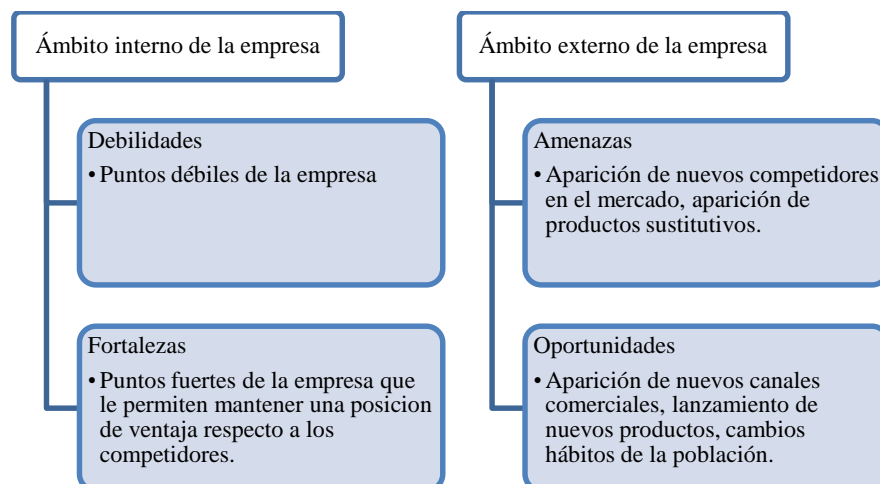 Ámbito interno de la empresa
Debilidades
• Puntos débiles de la empresa
Fortalezas
• Puntos fuertes de la empresa que
le permiten mantener una posicion
de ventaja respecto a los
competidores.
Ámbito externo de la empresa
Amenazas
• Aparición de nuevos competidores
en el mercado, aparición de
productos sustitutivos.
Oportunidades
• Aparición de nuevos canales
comerciales, lanzamiento de
nuevos productos, cambios
hábitos de la población.